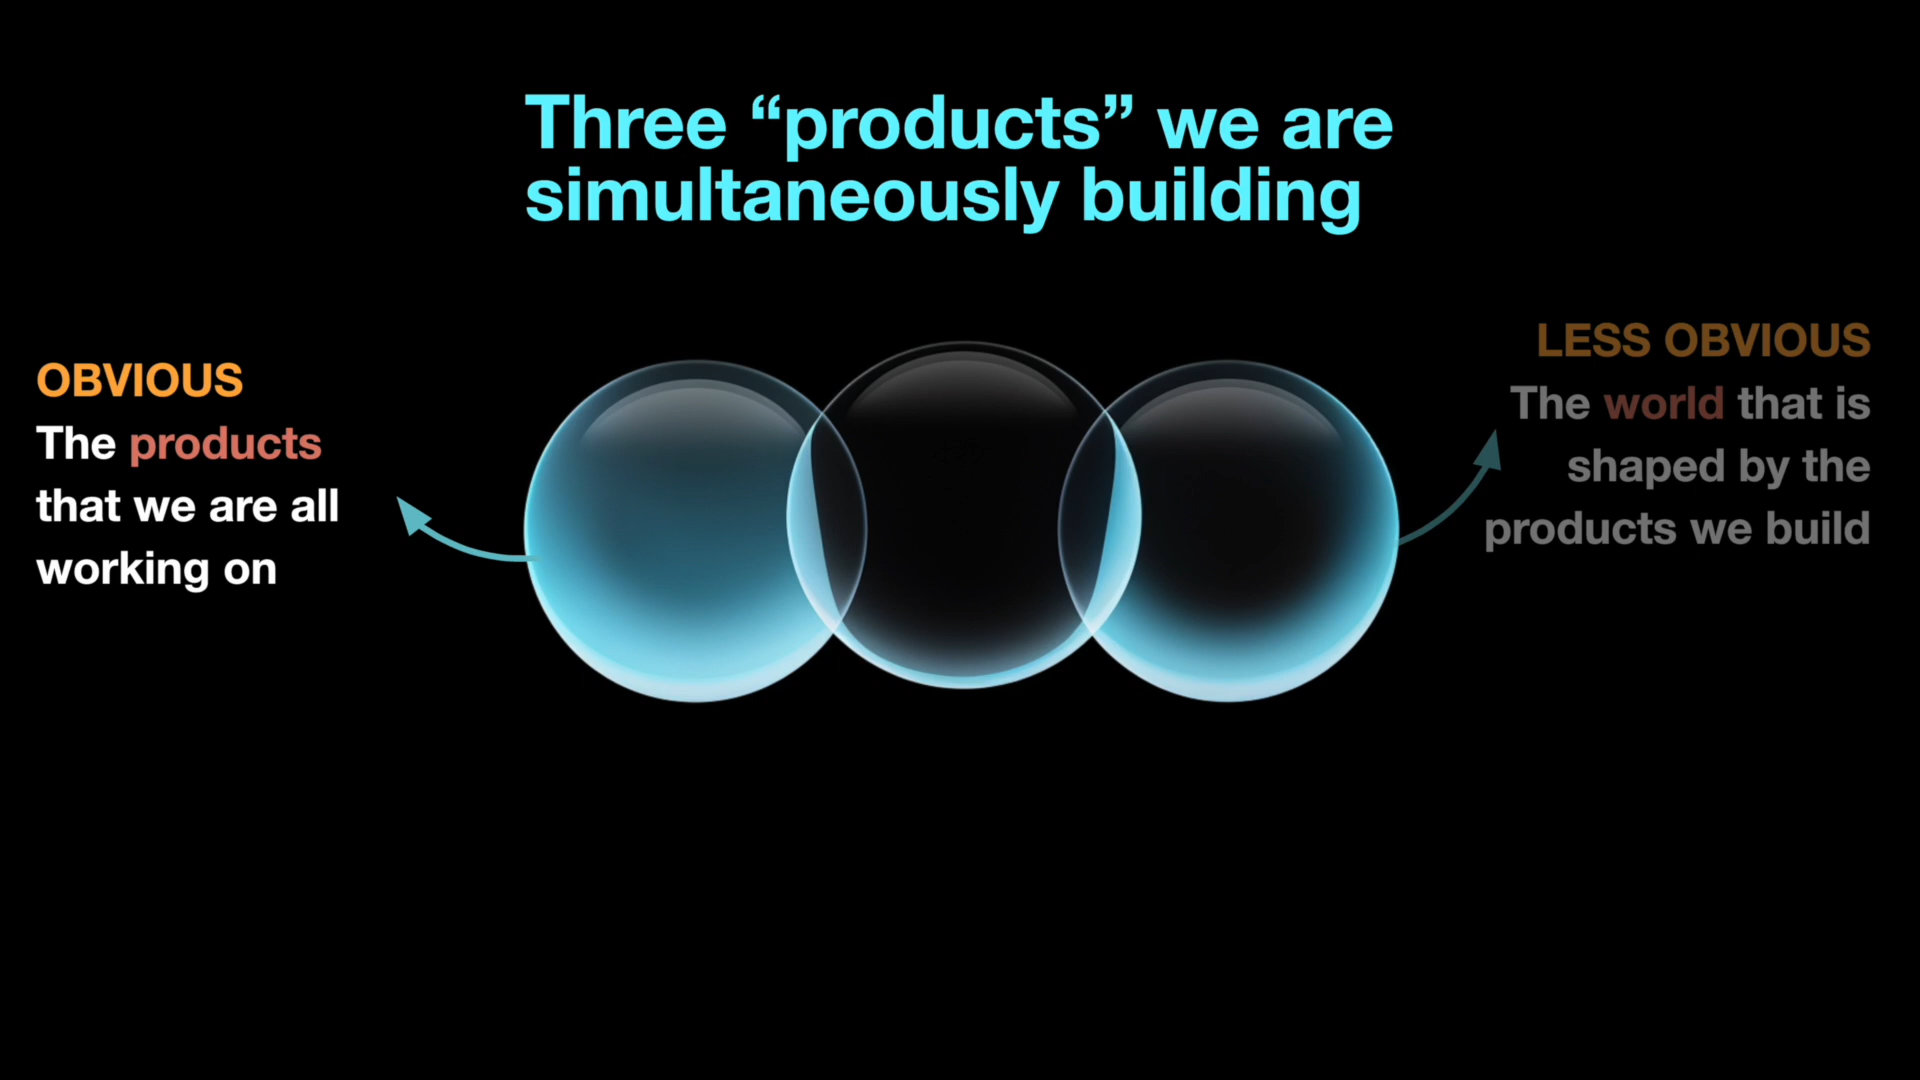 Three “products” we are
simultaneously building
OBVIOUS
The products
that we are all
working on
LESS OBVIOUS
The world that is
shaped by the
products we build